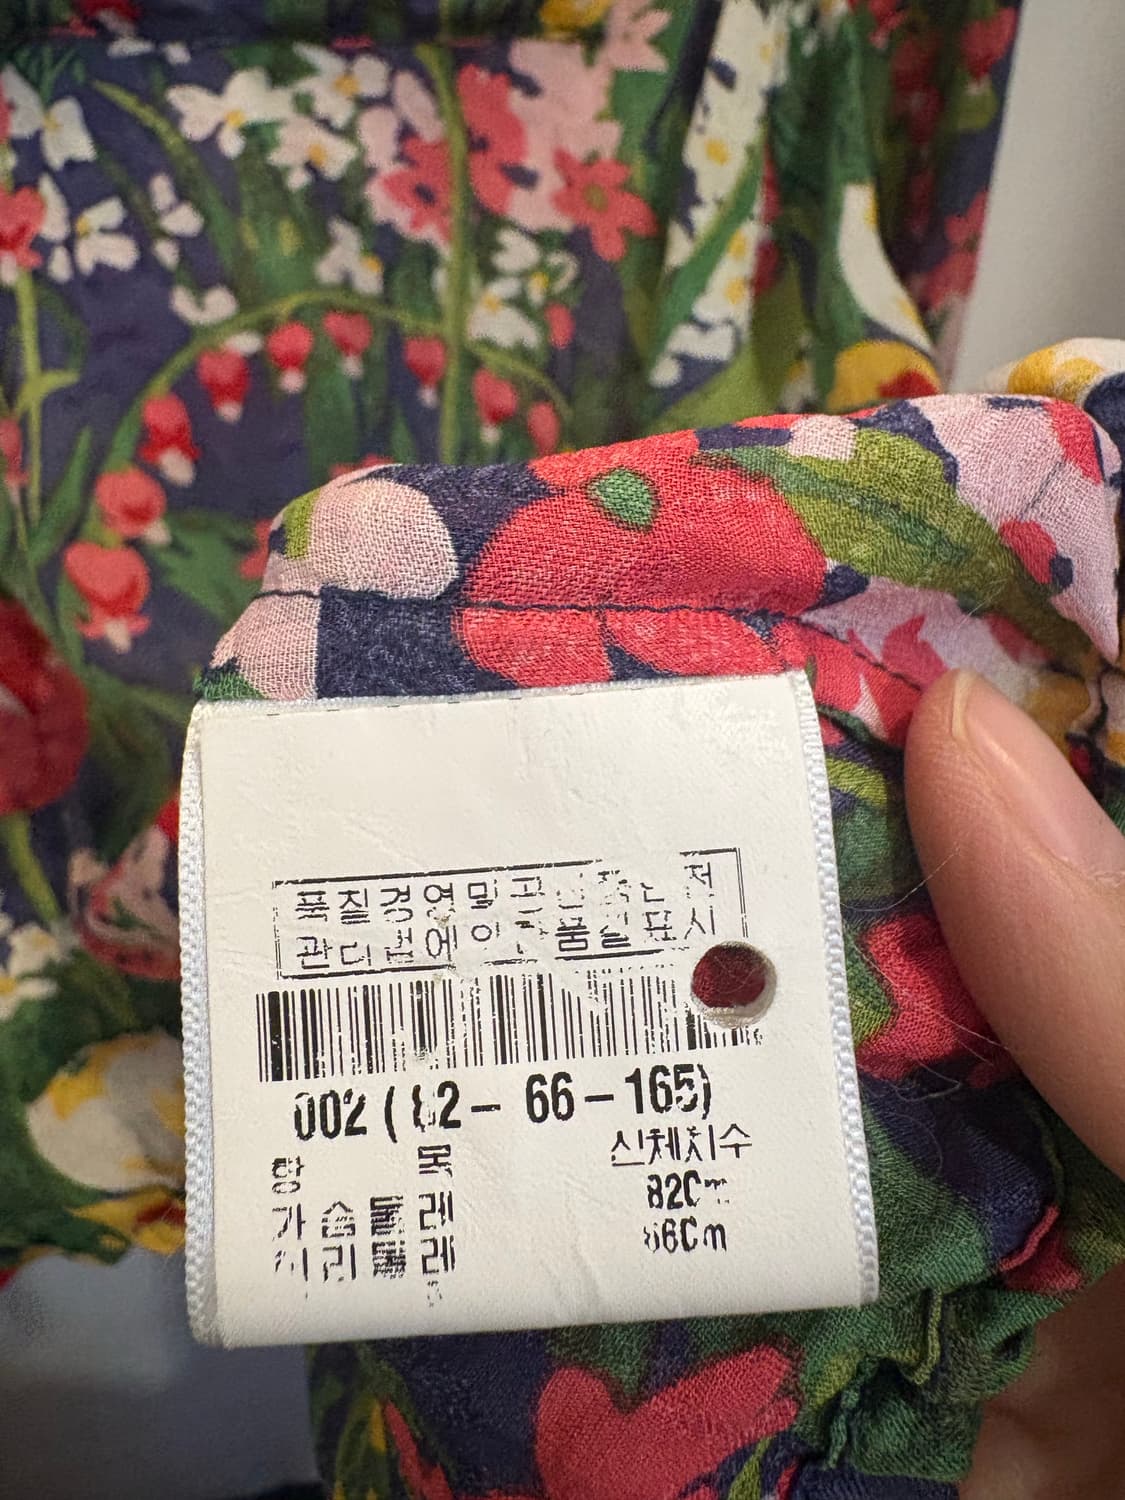 품질경영및공산품안전
관리법에의한품질표시
002 ( 82 – 66 – 165)
항 목 신체치수
가 슴 둘 레 82Cm
허 리 둘 레 66Cm